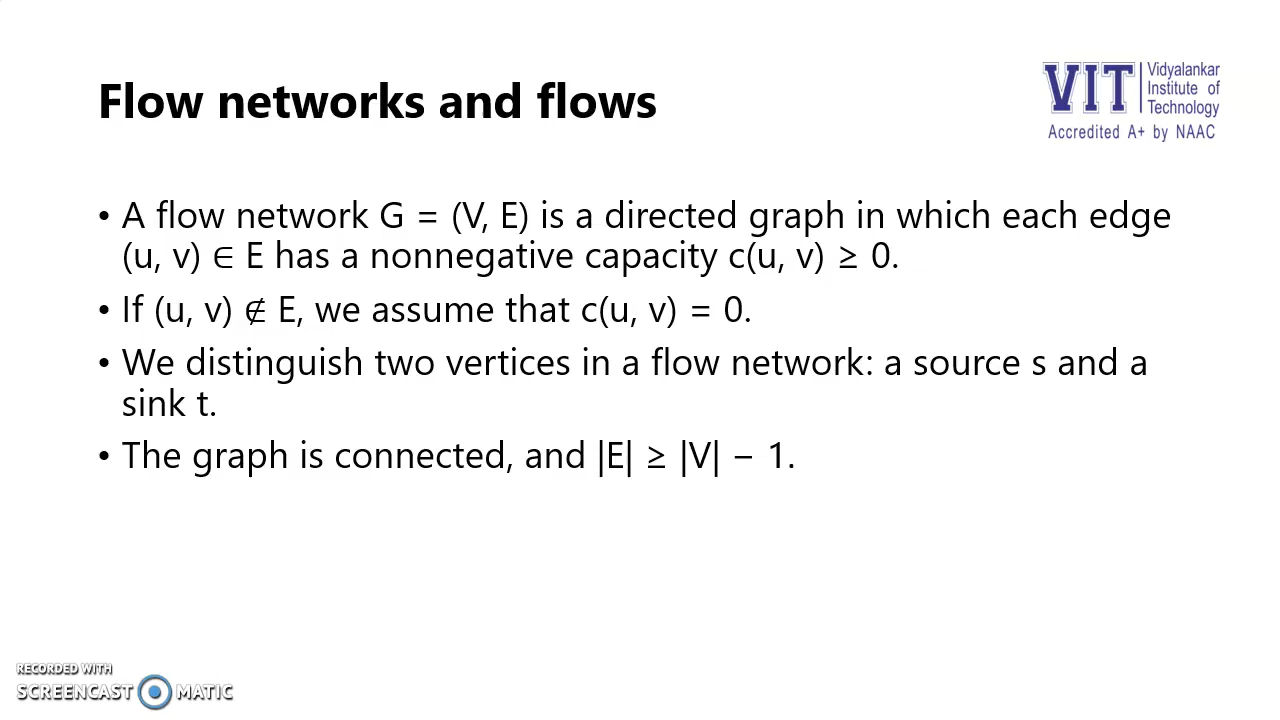 Flow networks and flows
VIT
Vidyalankar
Institute of
Technology
Accredited A+ by NAAC
• A flow network G = (V, E) is a directed graph in which each edge
(u, v) ∈ E has a nonnegative capacity c(u, v) ≥ 0.
• If (u, v) ∉ E, we assume that c(u, v) = 0.
• We distinguish two vertices in a flow network: a source s and a
sink t.
• The graph is connected, and |E| ≥ |V| − 1.
RECORDED WITH
SCREENCAST MATIC